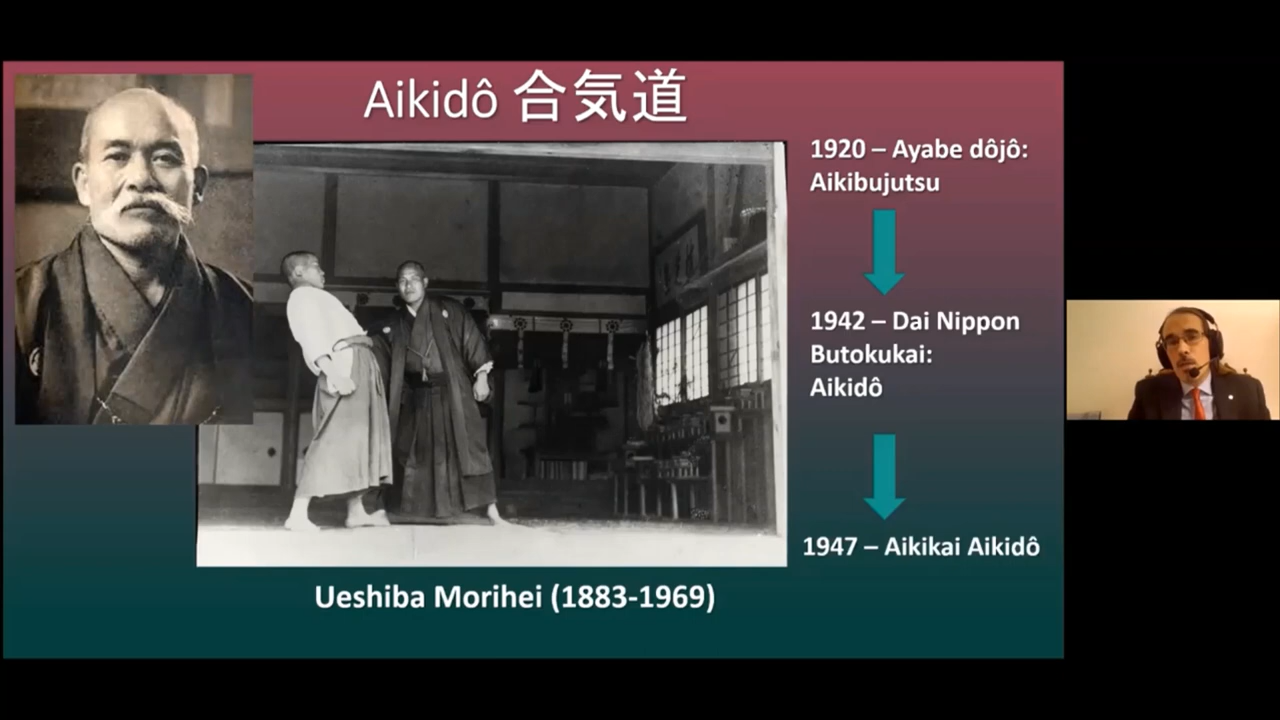 Aikidô 合気道
1920 – Ayabe dôjô:
Aikibujutsu
1942 – Dai Nippon
Butokukai:
Aikidô
1947 – Aikikai Aikidô
Ueshiba Morihei (1883-1969)